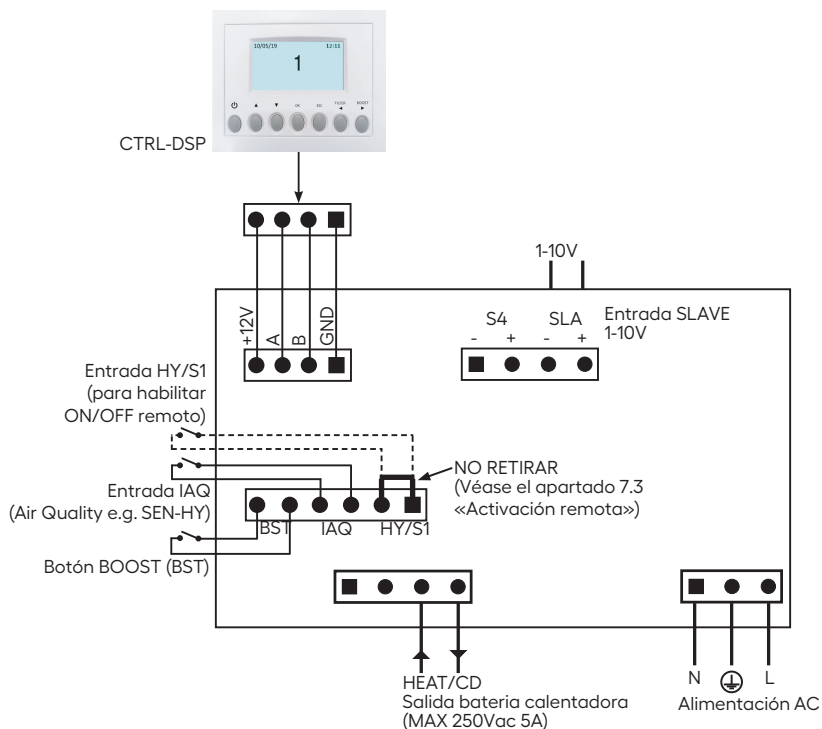 10/05/19 12:11
1
OK ESC FILTER BOOST
CTRL-DSP
1-10V
+12V
A
B
GND
S4 SLA
- + - +
Entrada SLAVE
1-10V
Entrada HY/S1
(para habilitar
ON/OFF remoto)
NO RETIRAR
(Véase el apartado 7.3
«Activación remota»)
Entrada IAQ
(Air Quality e.g. SEN-HY)
BST IAQ HY/S1
Botón BOOST (BST)
HEAT/CD
Salida bateria calentadora
(MAX 250Vac 5A)
N L
Alimentación AC